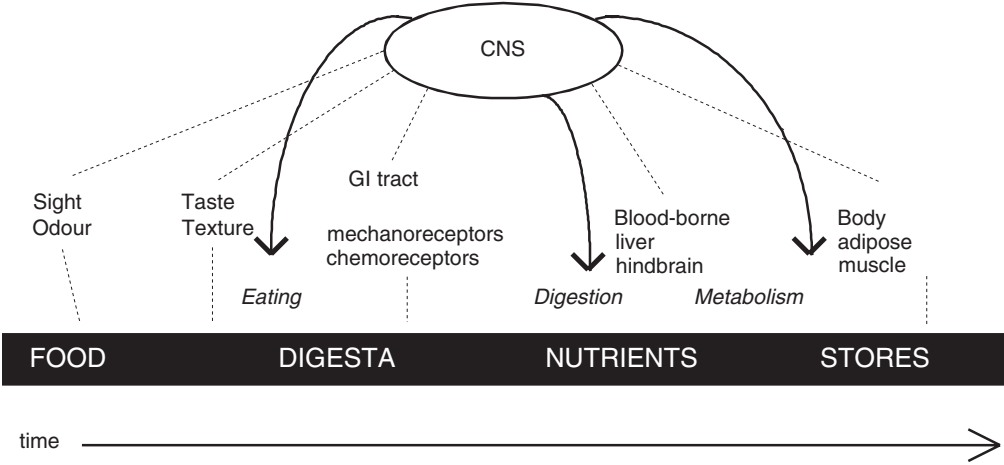 CNS
Sight
Odour
Taste
Texture
GI tract
mechanoreceptors
chemoreceptors
Blood-borne
liver
hindbrain
Body
adipose
muscle
Eating
Digestion
Metabolism
FOOD
DIGESTA
NUTRIENTS
STORES
time